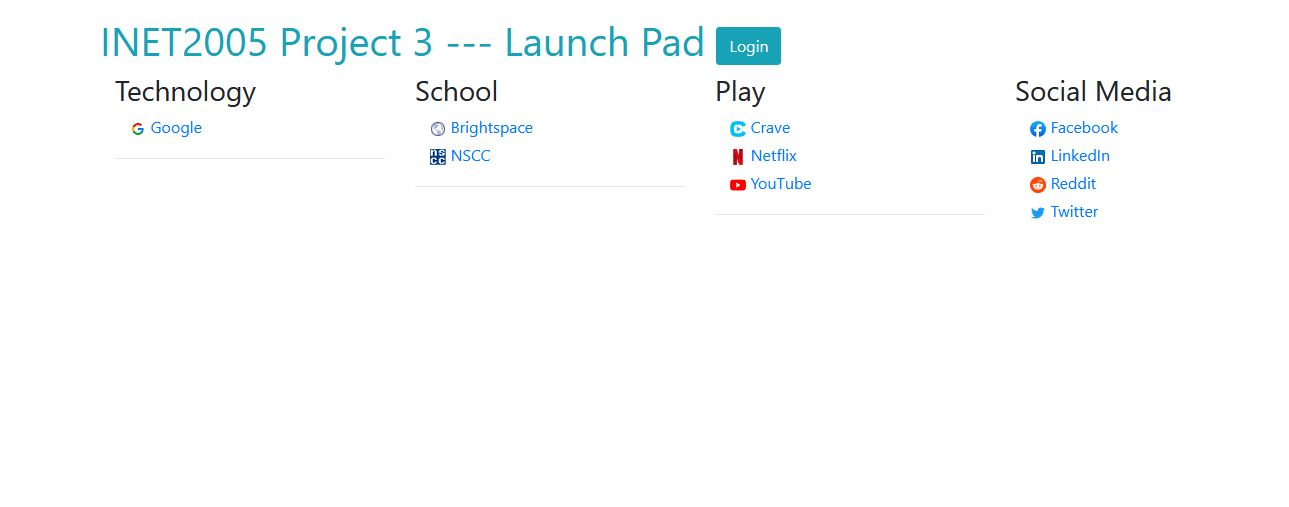 INET2005 Project 3 --- Launch Pad Login
Technology
Google
School
Brightspace
NSCC
Play
Crave
Netflix
YouTube
Social Media
Facebook
LinkedIn
Reddit
Twitter